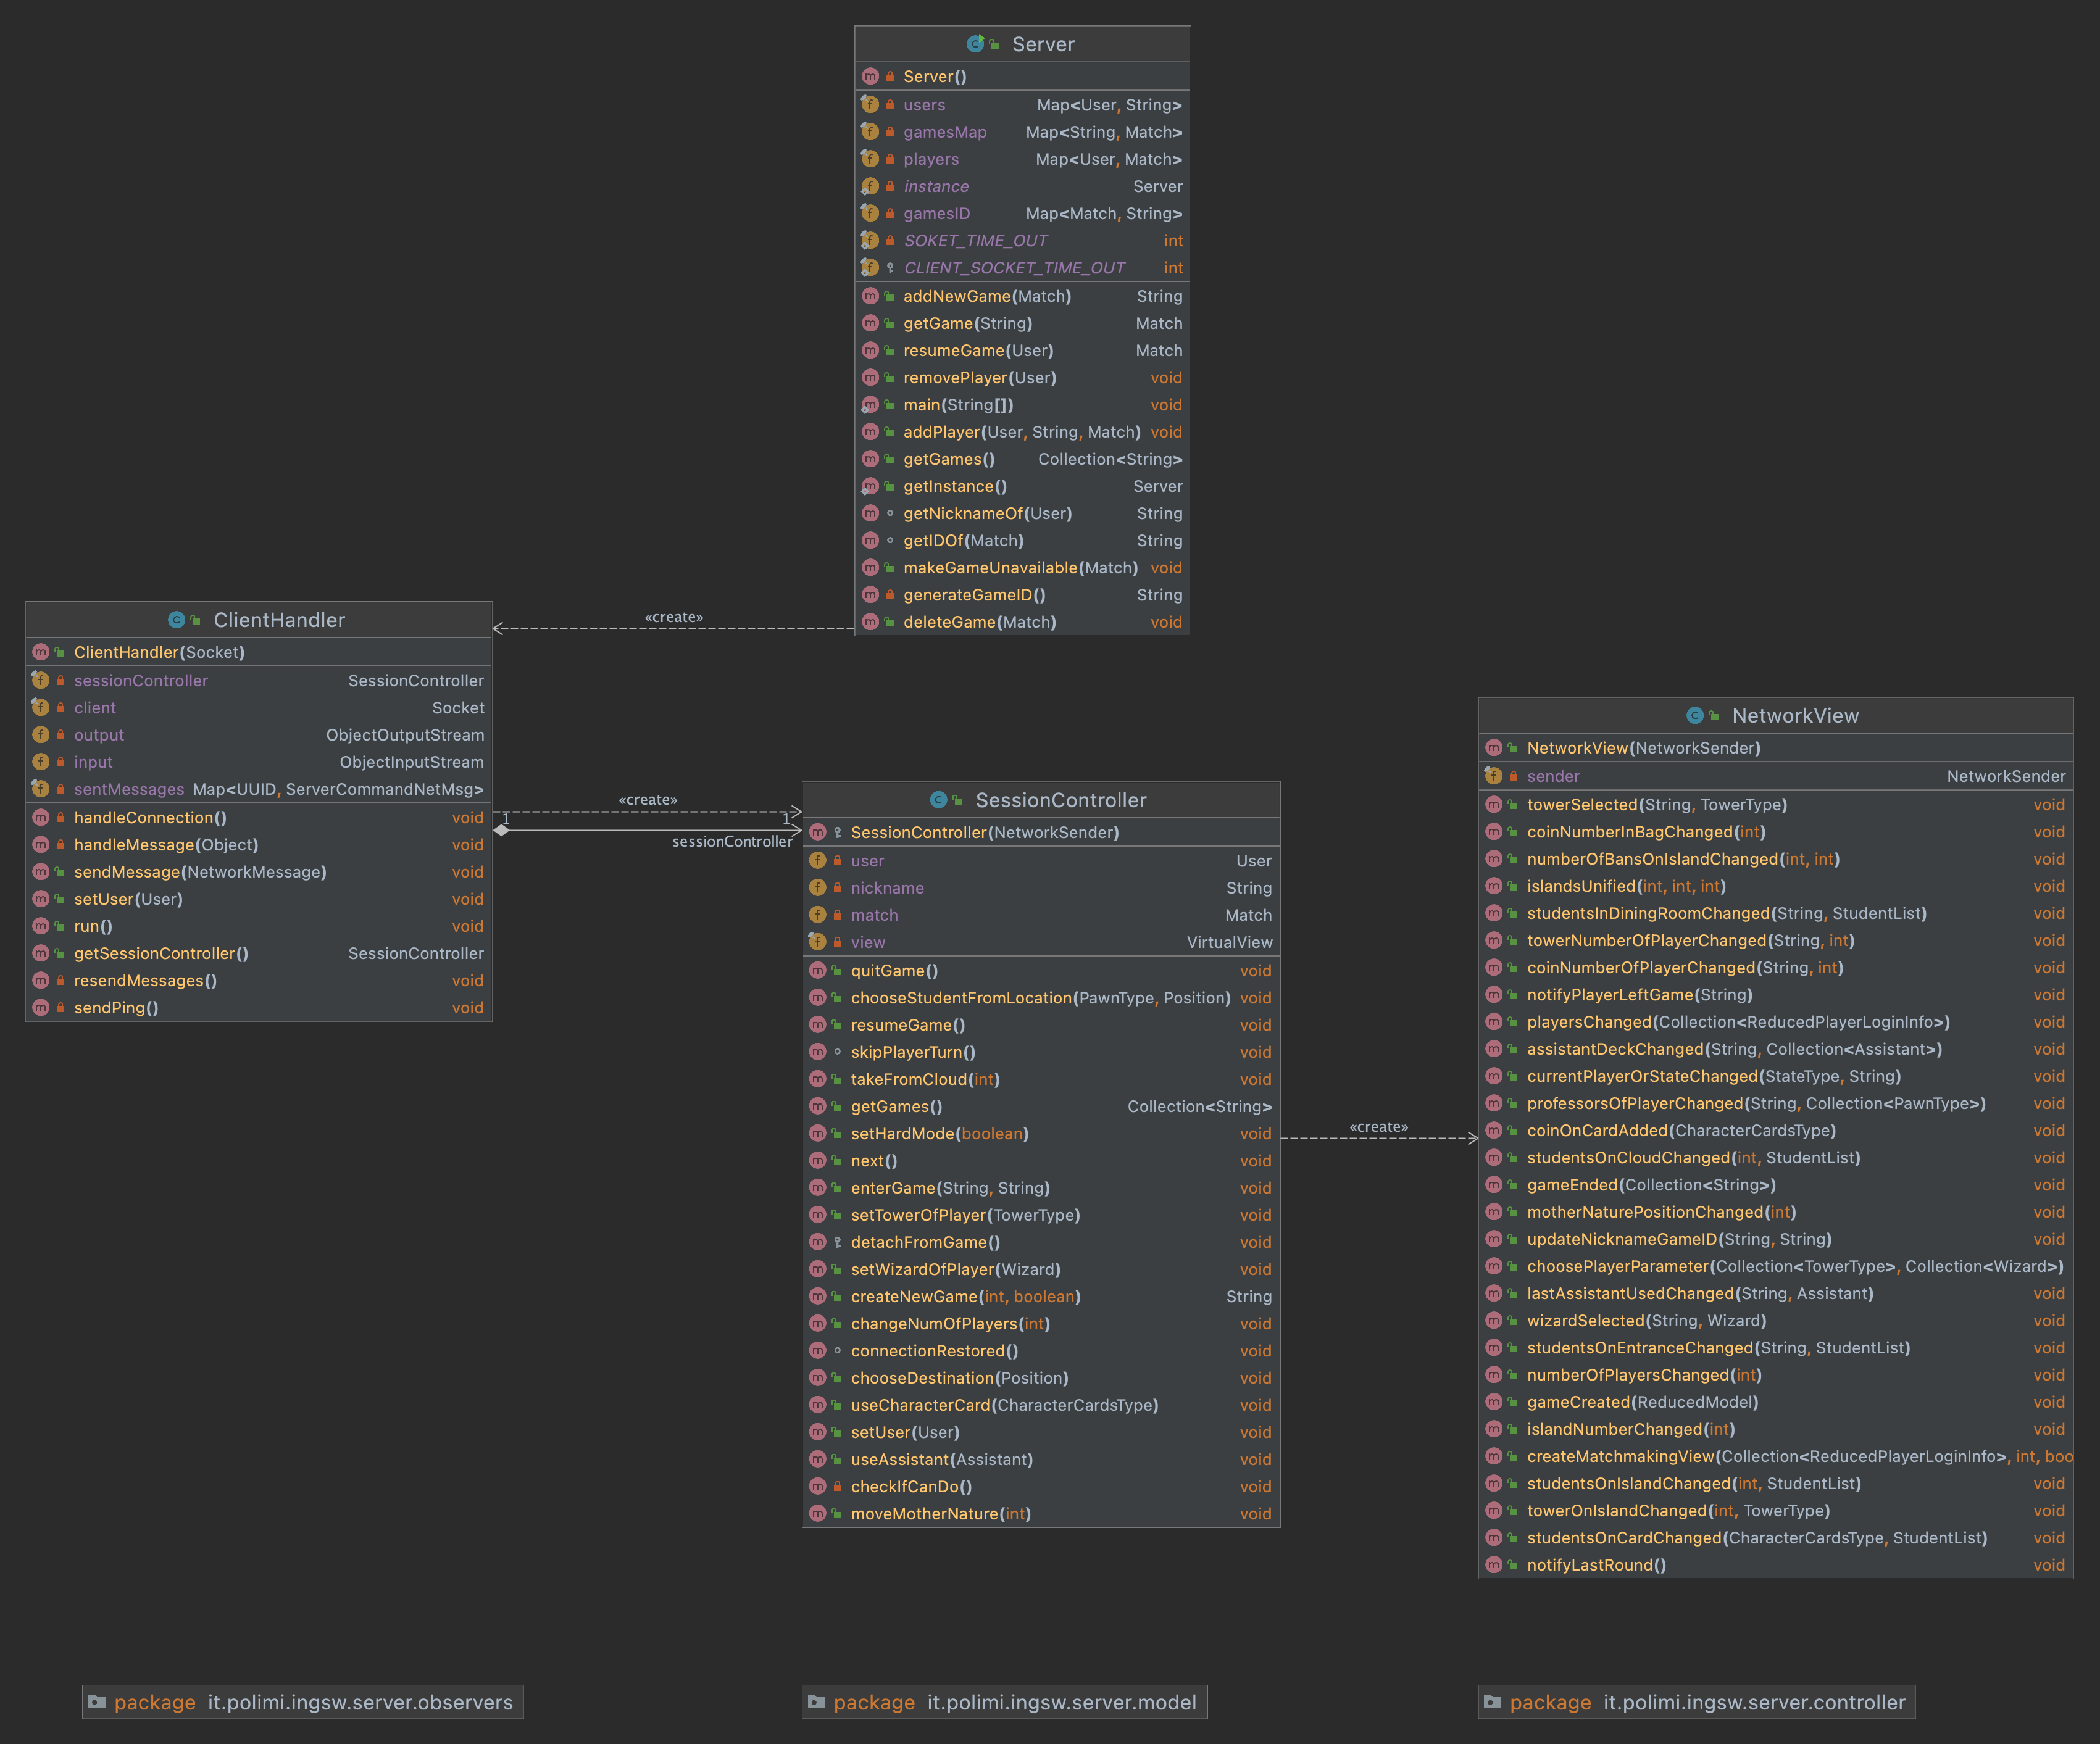 Server
Server()
users Map<User, String>
gamesMap Map<String, Match>
players Map<User, Match>
instance Server
gamesID Map<Match, String>
SOKET_TIME_OUT int
CLIENT_SOCKET_TIME_OUT int
addNewGame(Match) String
getGame(String) Match
resumeGame(User) Match
removePlayer(User) void
main(String[]) void
addPlayer(User, String, Match) void
getGames() Collection<String>
getInstance() Server
getNicknameOf(User) String
getIDOf(Match) String
makeGameUnavailable(Match) void
generateGameID() String
deleteGame(Match) void
«create»
ClientHandler
ClientHandler(Socket)
sessionController SessionController
client Socket
output ObjectOutputStream
input ObjectInputStream
sentMessages Map<UUID, ServerCommandNetMsg>
handleConnection() void
handleMessage(Object) void
sendMessage(NetworkMessage) void
setUser(User) void
run() void
getSessionController() SessionController
resendMessages() void
sendPing() void
«create»
1 1
sessionController
SessionController
SessionController(NetworkSender)
user User
nickname String
match Match
view VirtualView
quitGame() void
chooseStudentFromLocation(PawnType, Position) void
resumeGame() void
skipPlayerTurn() void
takeFromCloud(int) void
getGames() Collection<String>
setHardMode(boolean) void
next() void
enterGame(String, String) void
setTowerOfPlayer(TowerType) void
detachFromGame() void
setWizardOfPlayer(Wizard) void
createNewGame(int, boolean) String
changeNumOfPlayers(int) void
connectionRestored() void
chooseDestination(Position) void
useCharacterCard(CharacterCardsType) void
setUser(User) void
useAssistant(Assistant) void
checkIfCanDo() void
moveMotherNature(int) void
«create»
NetworkView
NetworkView(NetworkSender)
sender NetworkSender
towerSelected(String, TowerType) void
coinNumberInBagChanged(int) void
numberOfBansOnIslandChanged(int, int) void
islandsUnified(int, int, int) void
studentsInDiningRoomChanged(String, StudentList) void
towerNumberOfPlayerChanged(String, int) void
coinNumberOfPlayerChanged(String, int) void
notifyPlayerLeftGame(String) void
playersChanged(Collection<ReducedPlayerLoginInfo>) void
assistantDeckChanged(String, Collection<Assistant>) void
currentPlayerOrStateChanged(StateType, String) void
professorsOfPlayerChanged(String, Collection<PawnType>) void
coinOnCardAdded(CharacterCardsType) void
studentsOnCloudChanged(int, StudentList) void
gameEnded(Collection<String>) void
motherNaturePositionChanged(int) void
updateNicknameGameID(String, String) void
choosePlayerParameter(Collection<TowerType>, Collection<Wizard>)
lastAssistantUsedChanged(String, Assistant) void
wizardSelected(String, Wizard) void
studentsOnEntranceChanged(String, StudentList) void
numberOfPlayersChanged(int) void
gameCreated(ReducedModel) void
islandNumberChanged(int) void
createMatchmakingView(Collection<ReducedPlayerLoginInfo>, int, boo
studentsOnIslandChanged(int, StudentList) void
towerOnIslandChanged(int, TowerType) void
studentsOnCardChanged(CharacterCardsType, StudentList) void
notifyLastRound() void
package it.polimi.ingsw.server.observers
package it.polimi.ingsw.server.model
package it.polimi.ingsw.server.controller